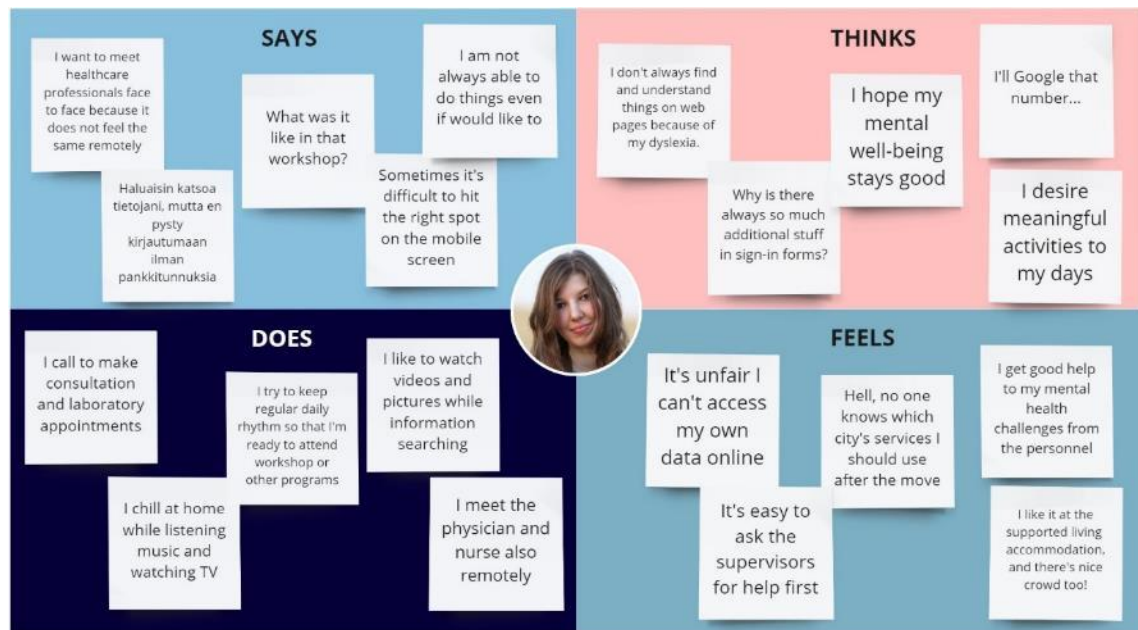 SAYS
I want to meet
healthcare
professionals face
to face because it
does not feel the
same remotely
Haluaisin katsoa
tietojani, mutta en
pysty
kirjautumaan
ilman
pankkitunnuksia
What was it
like in that
workshop?
I am not
always able to
do things even
if would like to
Sometimes it's
difficult to hit
the right spot
on the mobile
screen
THINKS
I don't always find
and understand
things on web
pages because of
my dyslexia.
Why is there
always so much
additional stuff
in sign-in forms?
I hope my
mental
well-being
stays good
I'll Google that
number...
I desire
meaningful
activities to
my days
DOES
I call to make
consultation
and laboratory
appointments
I chill at home
while listening
music and
watching TV
I try to keep
regular daily
rhythm so that I'm
ready to attend
workshop or
other programs
I like to watch
videos and
pictures while
information
searching
I meet the
physician and
nurse also
remotely
FEELS
It's unfair I
can't access
my own
data online
It's easy to
ask the
supervisors
for help first
Hell, no one
knows which
city's services I
should use
after the move
I get good help
to my mental
health
challenges from
the personnel
I like it at the
supported living
accommodation,
and there's nice
crowd too!